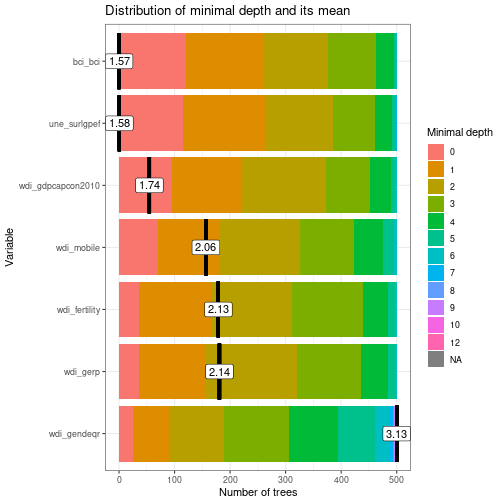 Distribution of minimal depth and its mean
Variable
bci_bci
1.57
une_surlgpef
1.58
wdi_gdpcapcon2010
1.74
wdi_mobile
2.06
wdi_fertility
2.13
wdi_gerp
2.14
wdi_gendeqr
3.13
0 100 200 300 400 500
Number of trees
Minimal depth
0
1
2
3
4
5
6
7
8
9
10
12
NA